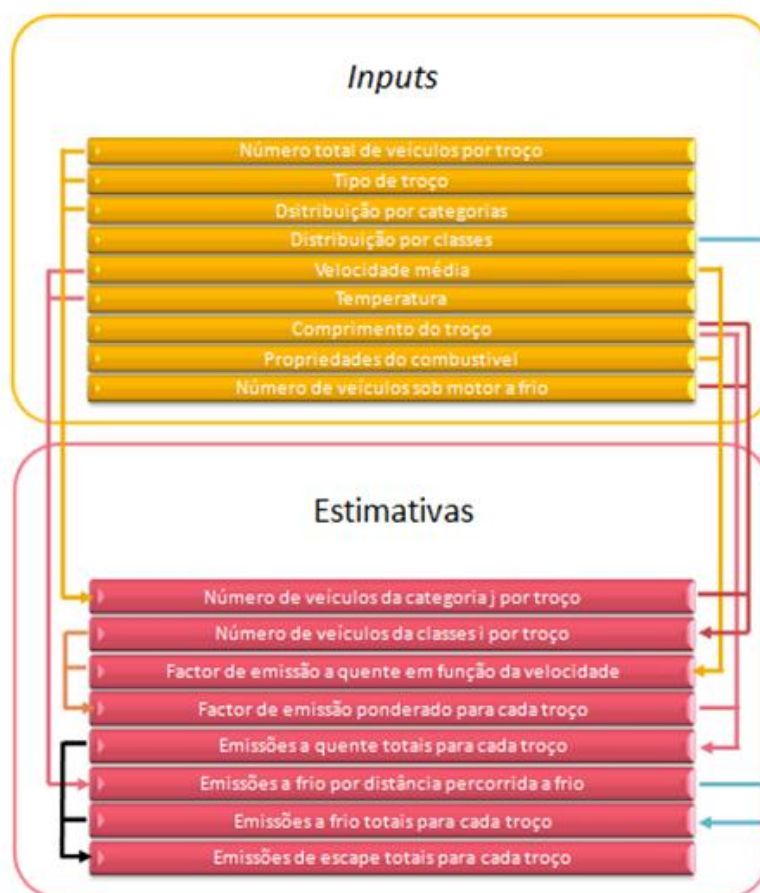 Inputs
Número total de veículos por troço
Tipo de troço
Dsitribuição por categorias
Distribuição por classes
Velocidade média
Temperatura
Comprimento do troço
Propriedades do combustível
Número de veículos sob motor a frio
Estimativas
Número de veículos da categoria j por troço
Número de veículos da classes i por troço
Factor de emissão a quente em função da velocidade
Factor de emissão ponderado para cada troço
Emissões a quente totais para cada troço
Emissões a frio por distância percorrida a frio
Emissões a frio totais para cada troço
Emissões de escape totais para cada troço